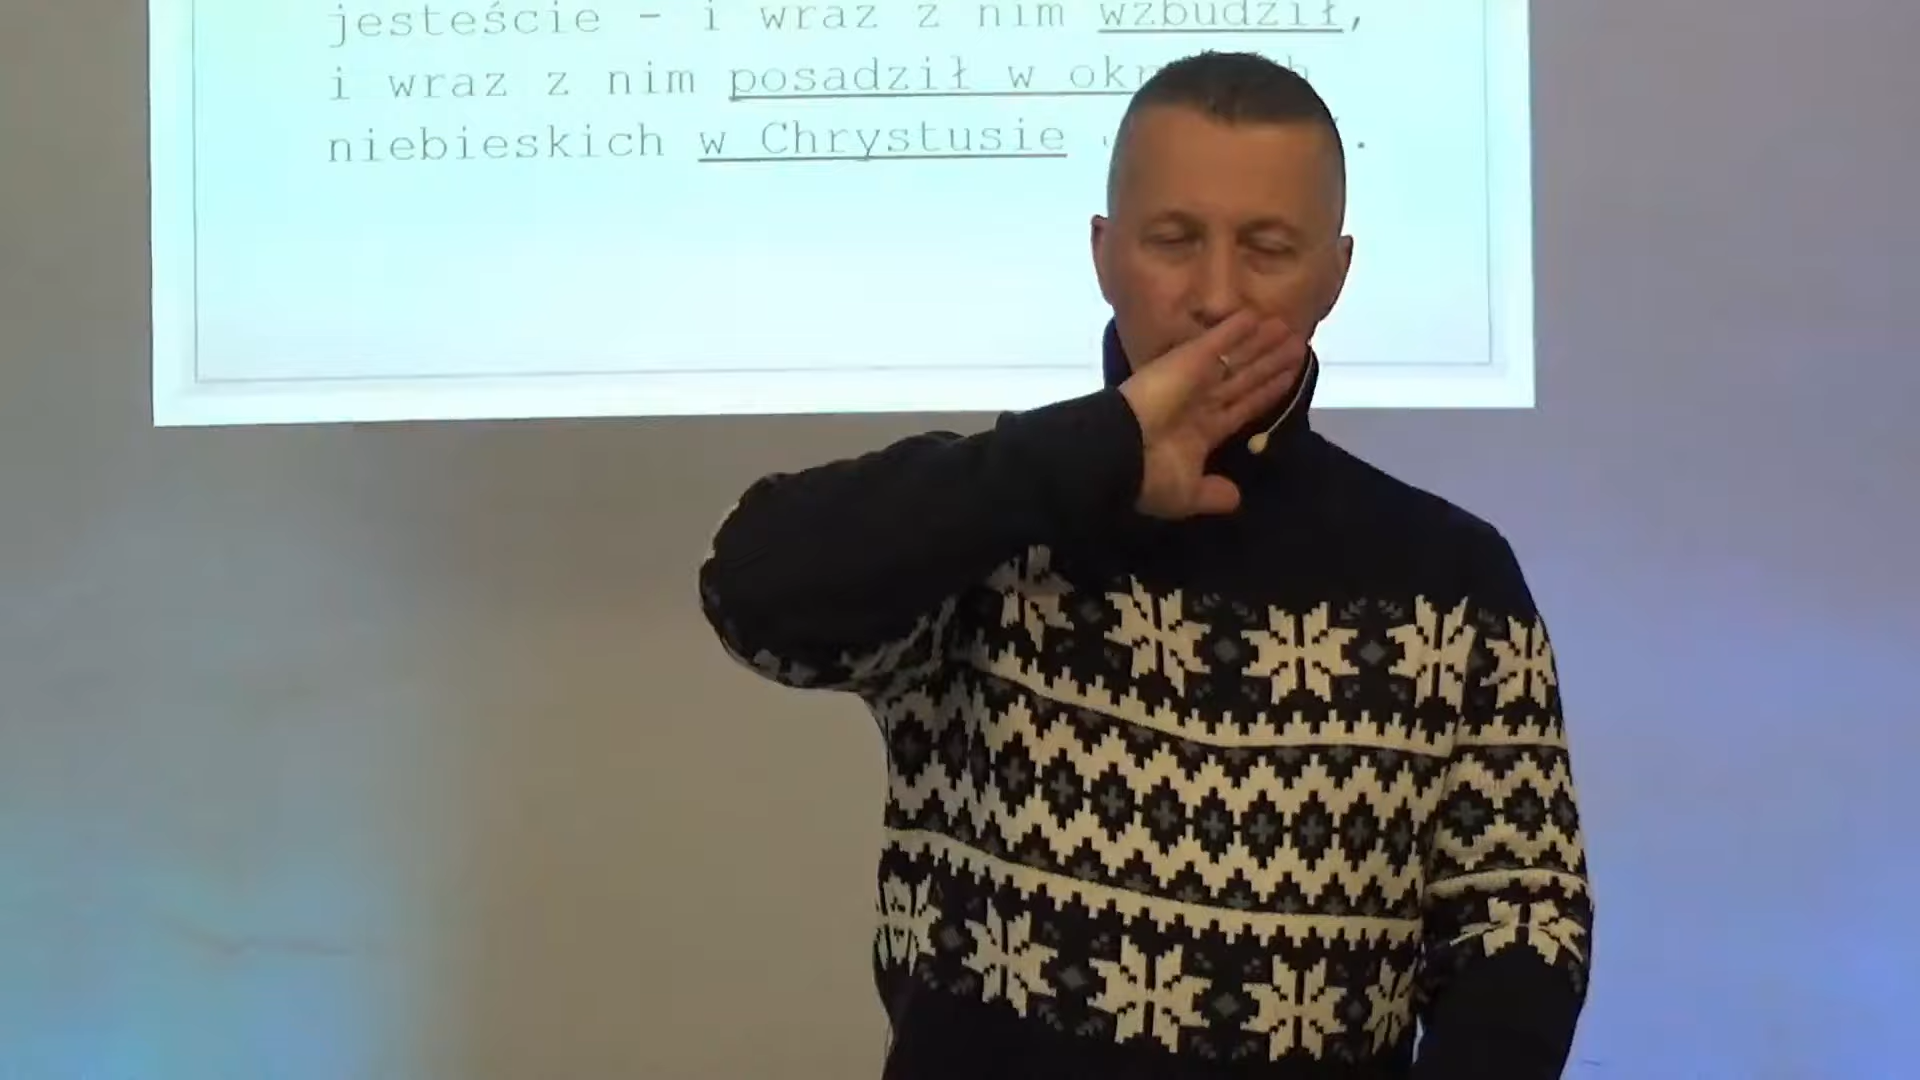 jesteście - i wraz z nim wzbudził,
i wraz z nim posadził w
niebieskich w Chrystusie